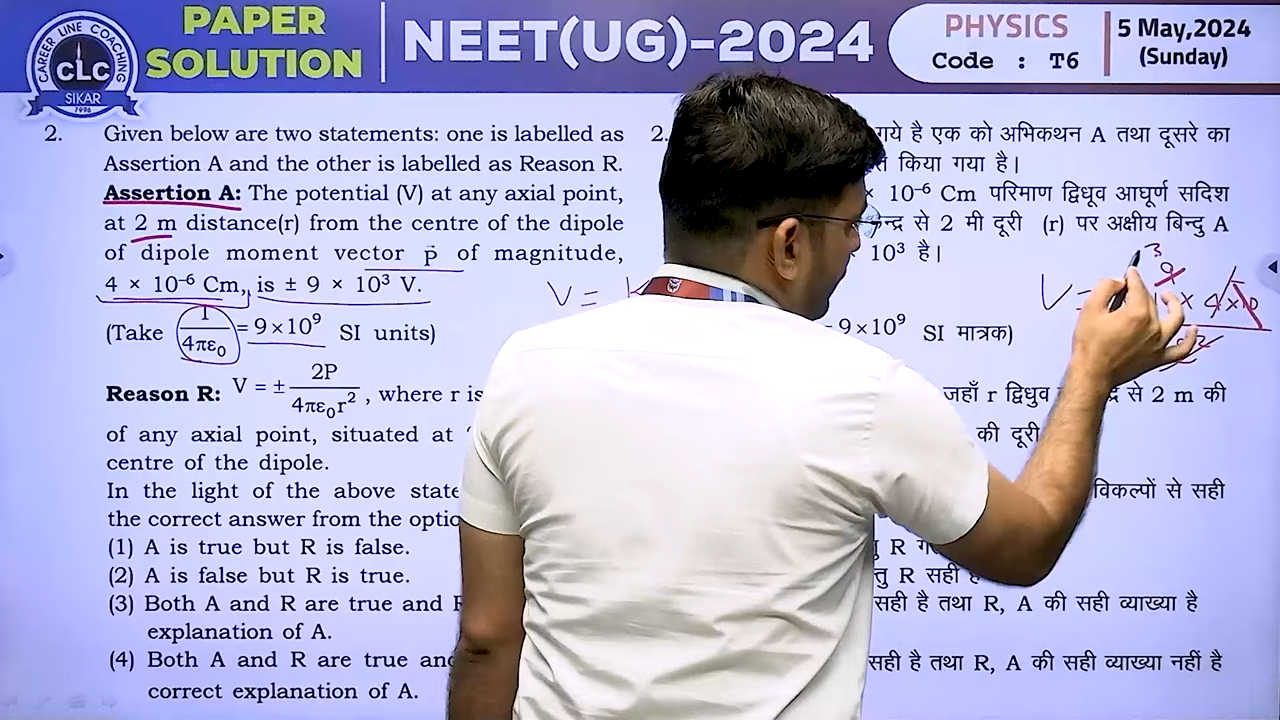 CAREER LINE COACHING
CLC
SIKAR
1996
PAPER
SOLUTION
NEET(UG)-2024
PHYSICS
Code : T6
5 May,2024
(Sunday)
2. Given below are two statements: one is labelled as
Assertion A and the other is labelled as Reason R.
Assertion A: The potential (V) at any axial point,
at 2 m distance(r) from the centre of the dipole
of dipole moment vector p⃗ of magnitude,
4 × 10⁻⁶ Cm, is ± 9 × 10³ V.
(Take 1/4πε₀ = 9×10⁹ SI units)
Reason R: V = ± 2P/4πε₀r² , where r is
of any axial point, situated at
centre of the dipole.
In the light of the above
the correct answer from the
(1) A is true but R is false.
(2) A is false but R is true.
(3) Both A and R are true and
explanation of A.
(4) Both A and R are true
correct explanation of A.
2. गये है एक को अभिकथन A तथा दूसरे का
किया गया है।
× 10⁻⁶ Cm परिमाण द्विध्रुव आघूर्ण सदिश
से 2 मी दूरी (r) पर अक्षीय बिन्दु A
10³ है।
9×10⁹ SI मात्रक)
जहाँ r द्विध्रुव से 2 m की
की दूरी
विकल्पों से सही
R
R सही
सही है तथा R, A की सही व्याख्या है
सही है तथा R, A की सही व्याख्या नहीं है
V =
V =
× 4 ×